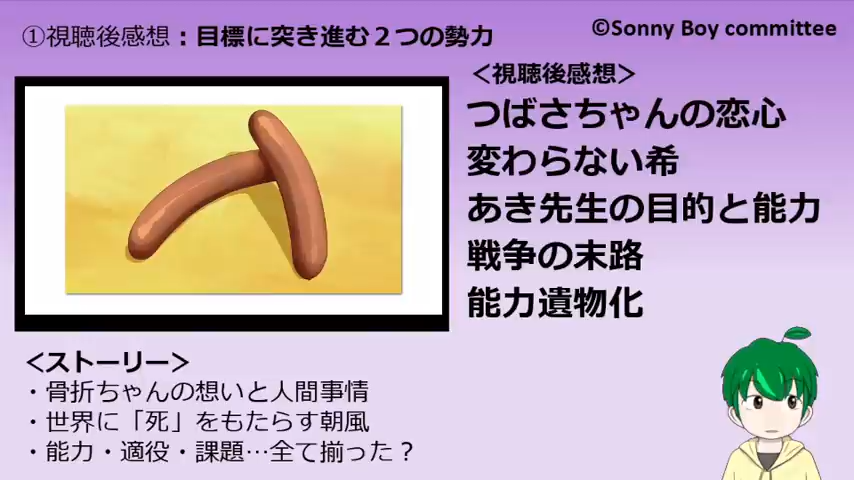 ①視聴後感想：目標に突き進む２つの勢力
©Sonny Boy committee
＜視聴後感想＞
つばさちゃんの恋心
変わらない希
あき先生の目的と能力
戦争の末路
能力遺物化
＜ストーリー＞
・骨折ちゃんの想いと人間事情
・世界に「死」をもたらす朝風
・能力・適役・課題…全て揃った？